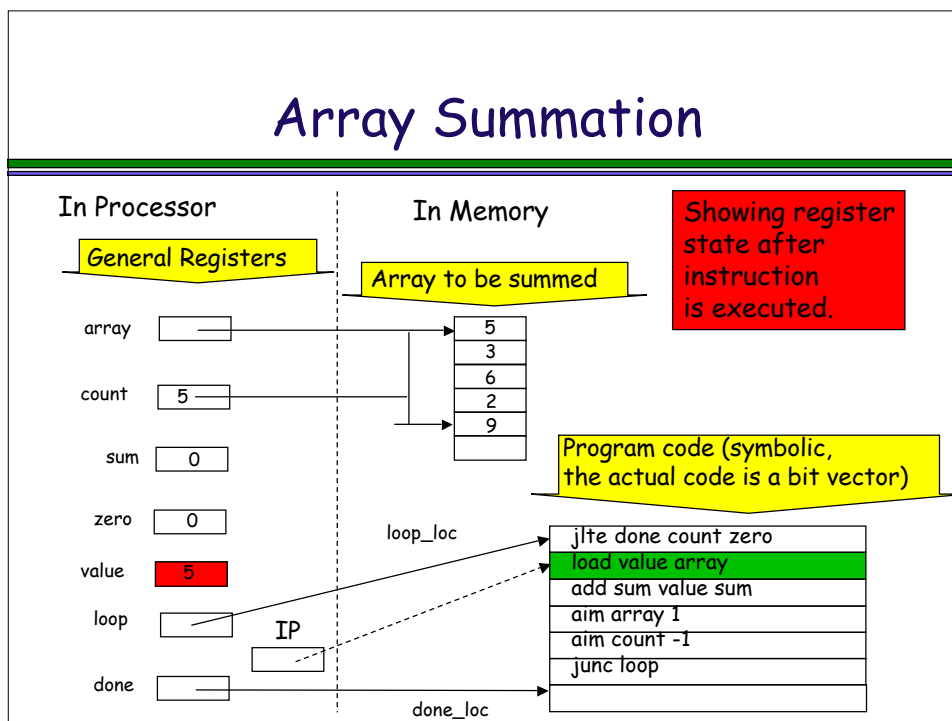 Array Summation
In Processor
In Memory
Showing register
state after
instruction
is executed.
General Registers
Array to be summed
array
5
3
6
2
9
count
5
sum
0
zero
0
value
5
loop
IP
done
Program code (symbolic,
the actual code is a bit vector)
loop_loc
jlte done count zero
load value array
add sum value sum
aim array 1
aim count -1
junc loop
done_loc